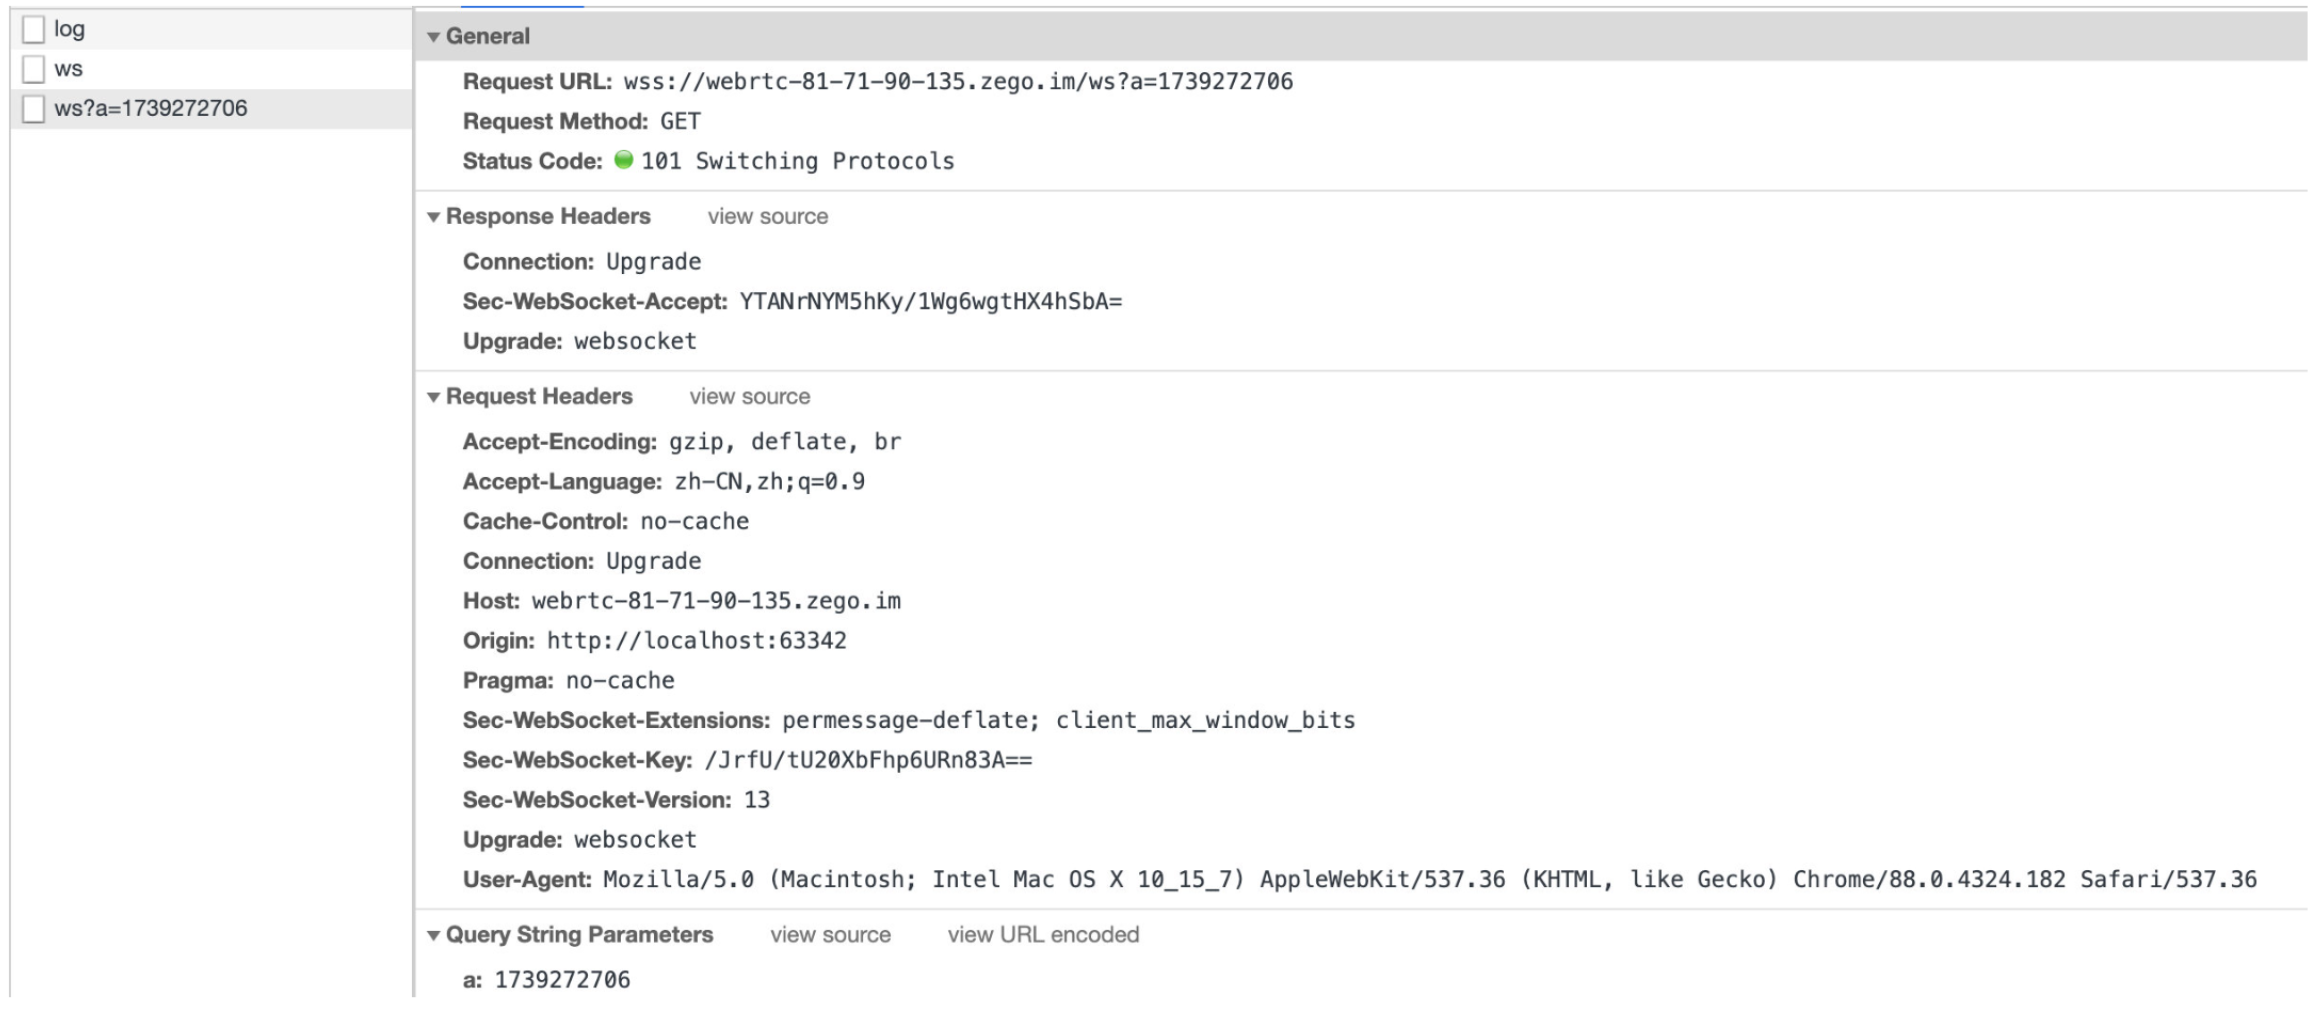 log
ws
ws?a=1739272706
General
Request URL: wss://webrtc-81-71-90-135.zego.im/ws?a=1739272706
Request Method: GET
Status Code: 101 Switching Protocols
Response Headers view source
Connection: Upgrade
Sec-WebSocket-Accept: YTANrNYM5hKy/1Wg6wgtHX4hSbA=
Upgrade: websocket
Request Headers view source
Accept-Encoding: gzip, deflate, br
Accept-Language: zh-CN,zh;q=0.9
Cache-Control: no-cache
Connection: Upgrade
Host: webrtc-81-71-90-135.zego.im
Origin: http://localhost:63342
Pragma: no-cache
Sec-WebSocket-Extensions: permessage-deflate; client_max_window_bits
Sec-WebSocket-Key: /JrfU/tU20XbFhp6URn83A==
Sec-WebSocket-Version: 13
Upgrade: websocket
User-Agent: Mozilla/5.0 (Macintosh; Intel Mac OS X 10_15_7) AppleWebKit/537.36 (KHTML, like Gecko) Chrome/88.0.4324.182 Safari/537.36
Query String Parameters view source view URL encoded
a: 1739272706